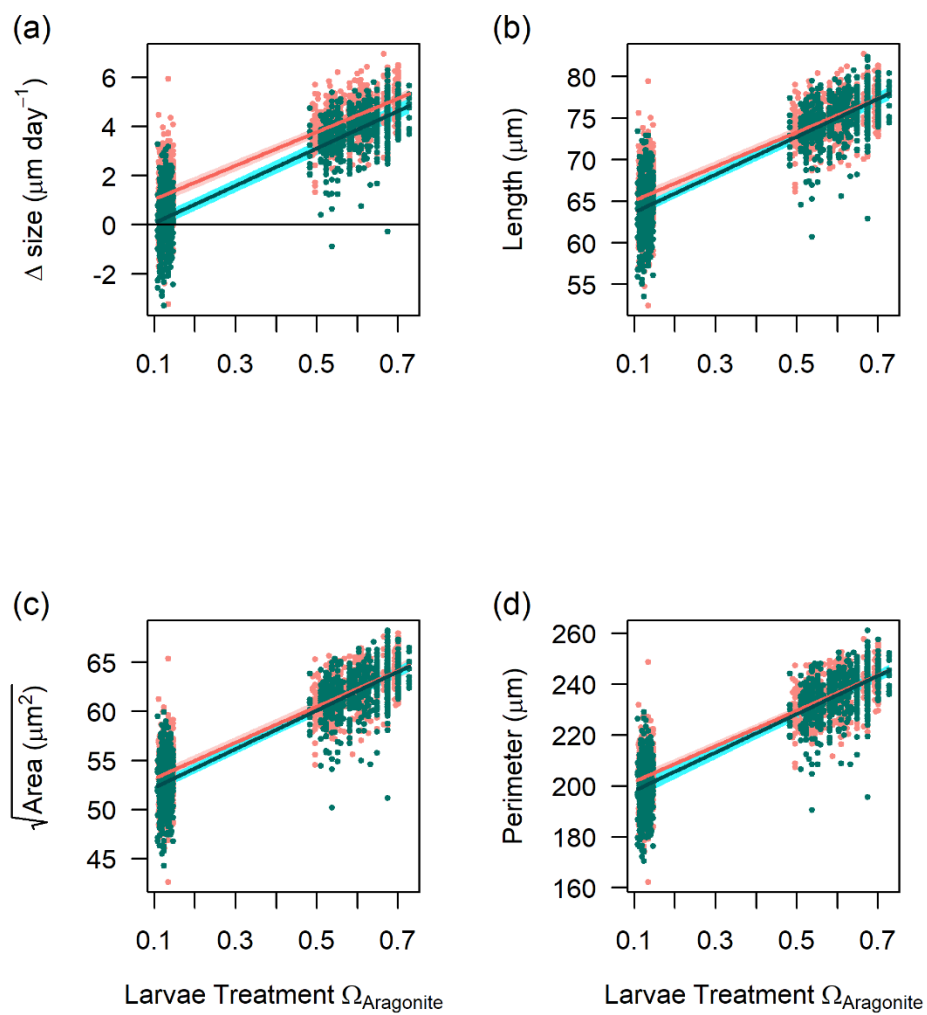 (a)
6
4
2
0
-2
Δ size (μm day⁻¹)
0.1 0.3 0.5 0.7
(b)
80
75
70
65
60
55
Length (μm)
0.1 0.3 0.5 0.7
(c)
65
60
55
50
45
√Area (μm²)
0.1 0.3 0.5 0.7
Larvae Treatment Ω_Aragonite
(d)
260
240
220
200
180
160
Perimeter (μm)
0.1 0.3 0.5 0.7
Larvae Treatment Ω_Aragonite